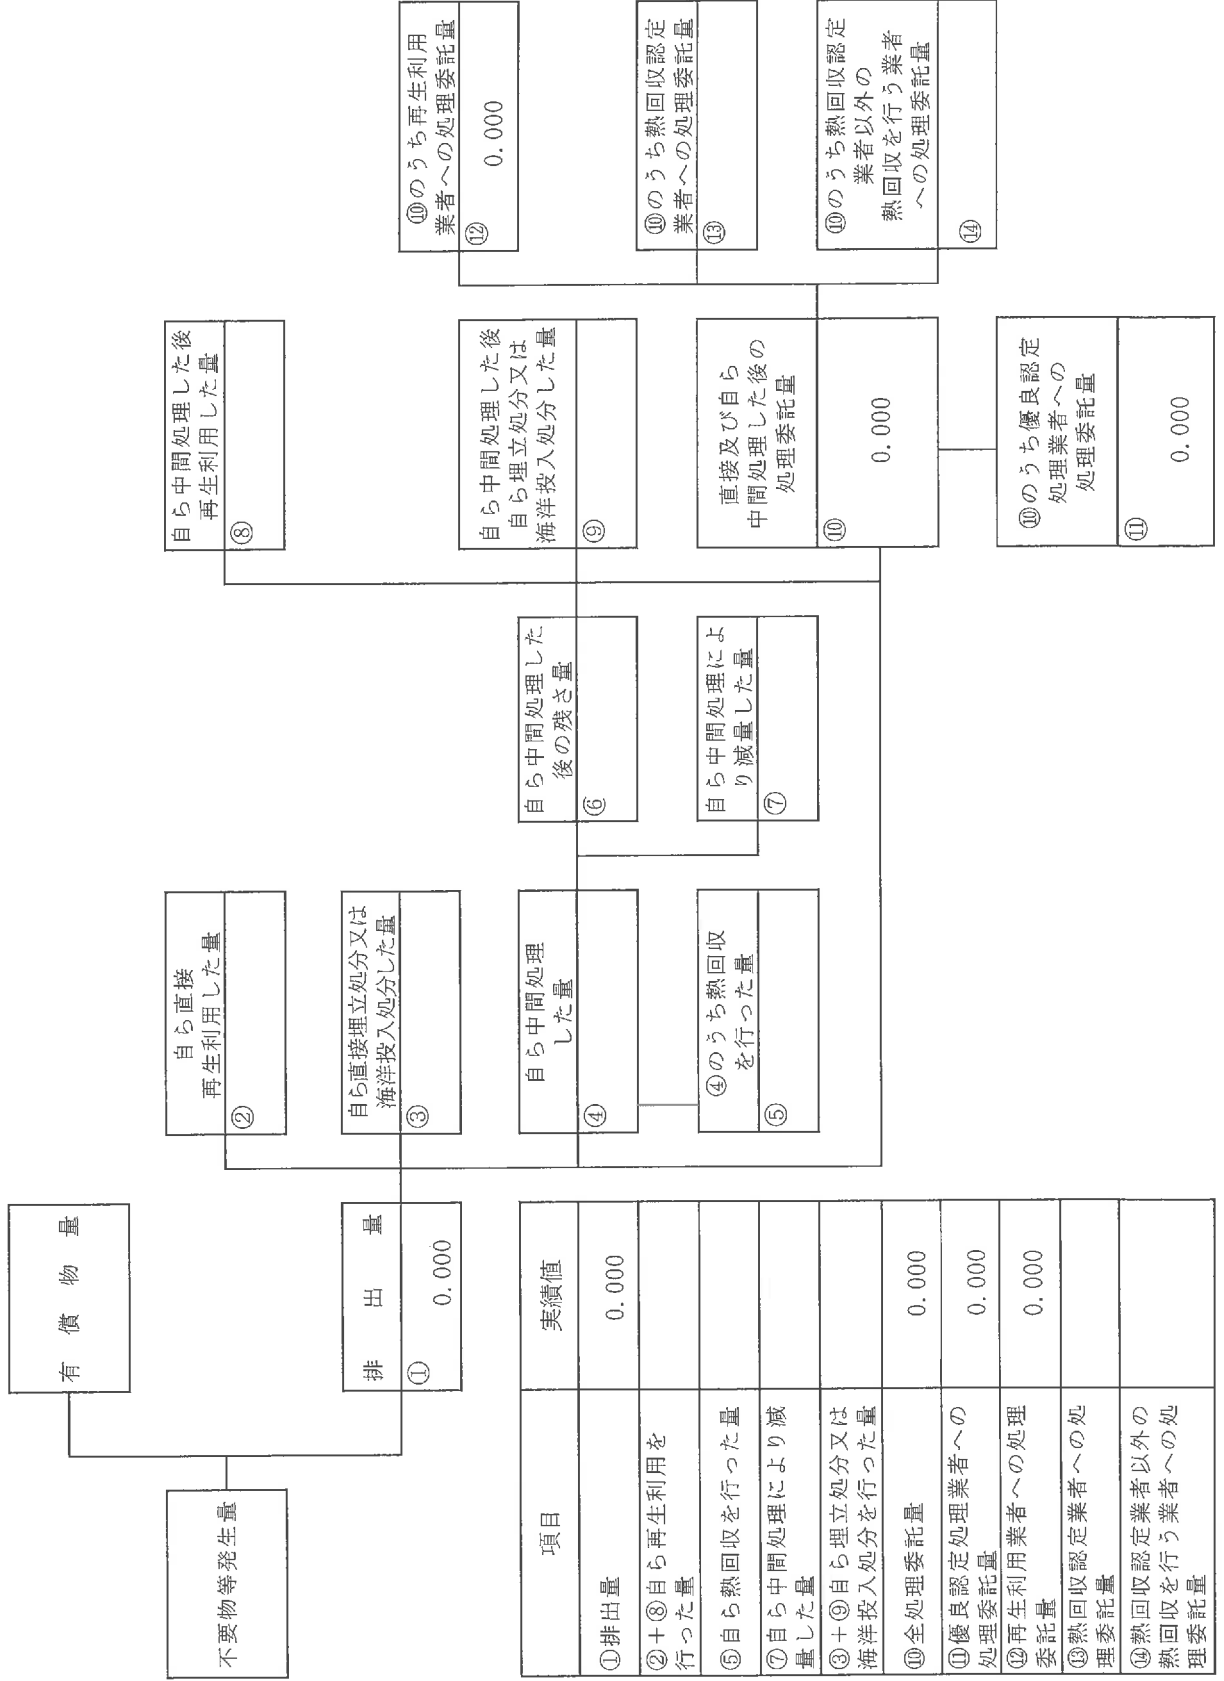 不要物等発生量
有償物量
排出量
①
0.000
自ら直接
再生利用した量
②
自ら直接埋立処分又は
海洋投入処分した量
③
自ら中間処理
した量
④
④のうち熱回収
を行った量
⑤
自ら中間処理した
後の残さ量
⑥
自ら中間処理によ
り減量した量
⑦
自ら中間処理した後
再生利用した量
⑧
自ら中間処理した後
自ら埋立処分又は
海洋投入処分した量
⑨
直接及び自ら
中間処理した後の
処理委託量
⑩
0.000
⑩のうち優良認定
処理業者への
処理委託量
⑪
0.000
⑩のうち再生利用
業者への処理委託量
⑫
0.000
⑩のうち熱回収認定
業者への処理委託量
⑬
⑩のうち熱回収認定
業者以外の
熱回収を行う業者
への処理委託量
⑭
項目 実績値
①排出量 0.000
②+⑧自ら再生利用を
行った量
⑤自ら熱回収を行った量
⑦自ら中間処理により減
量した量
③+⑨自ら埋立処分又は
海洋投入処分を行った量
⑩全処理委託量 0.000
⑪優良認定処理業者への
処理委託量 0.000
⑫再生利用業者への処理
委託量 0.000
⑬熱回収認定業者への処
理委託量
⑭熱回収認定業者以外の
熱回収を行う業者への処
理委託量